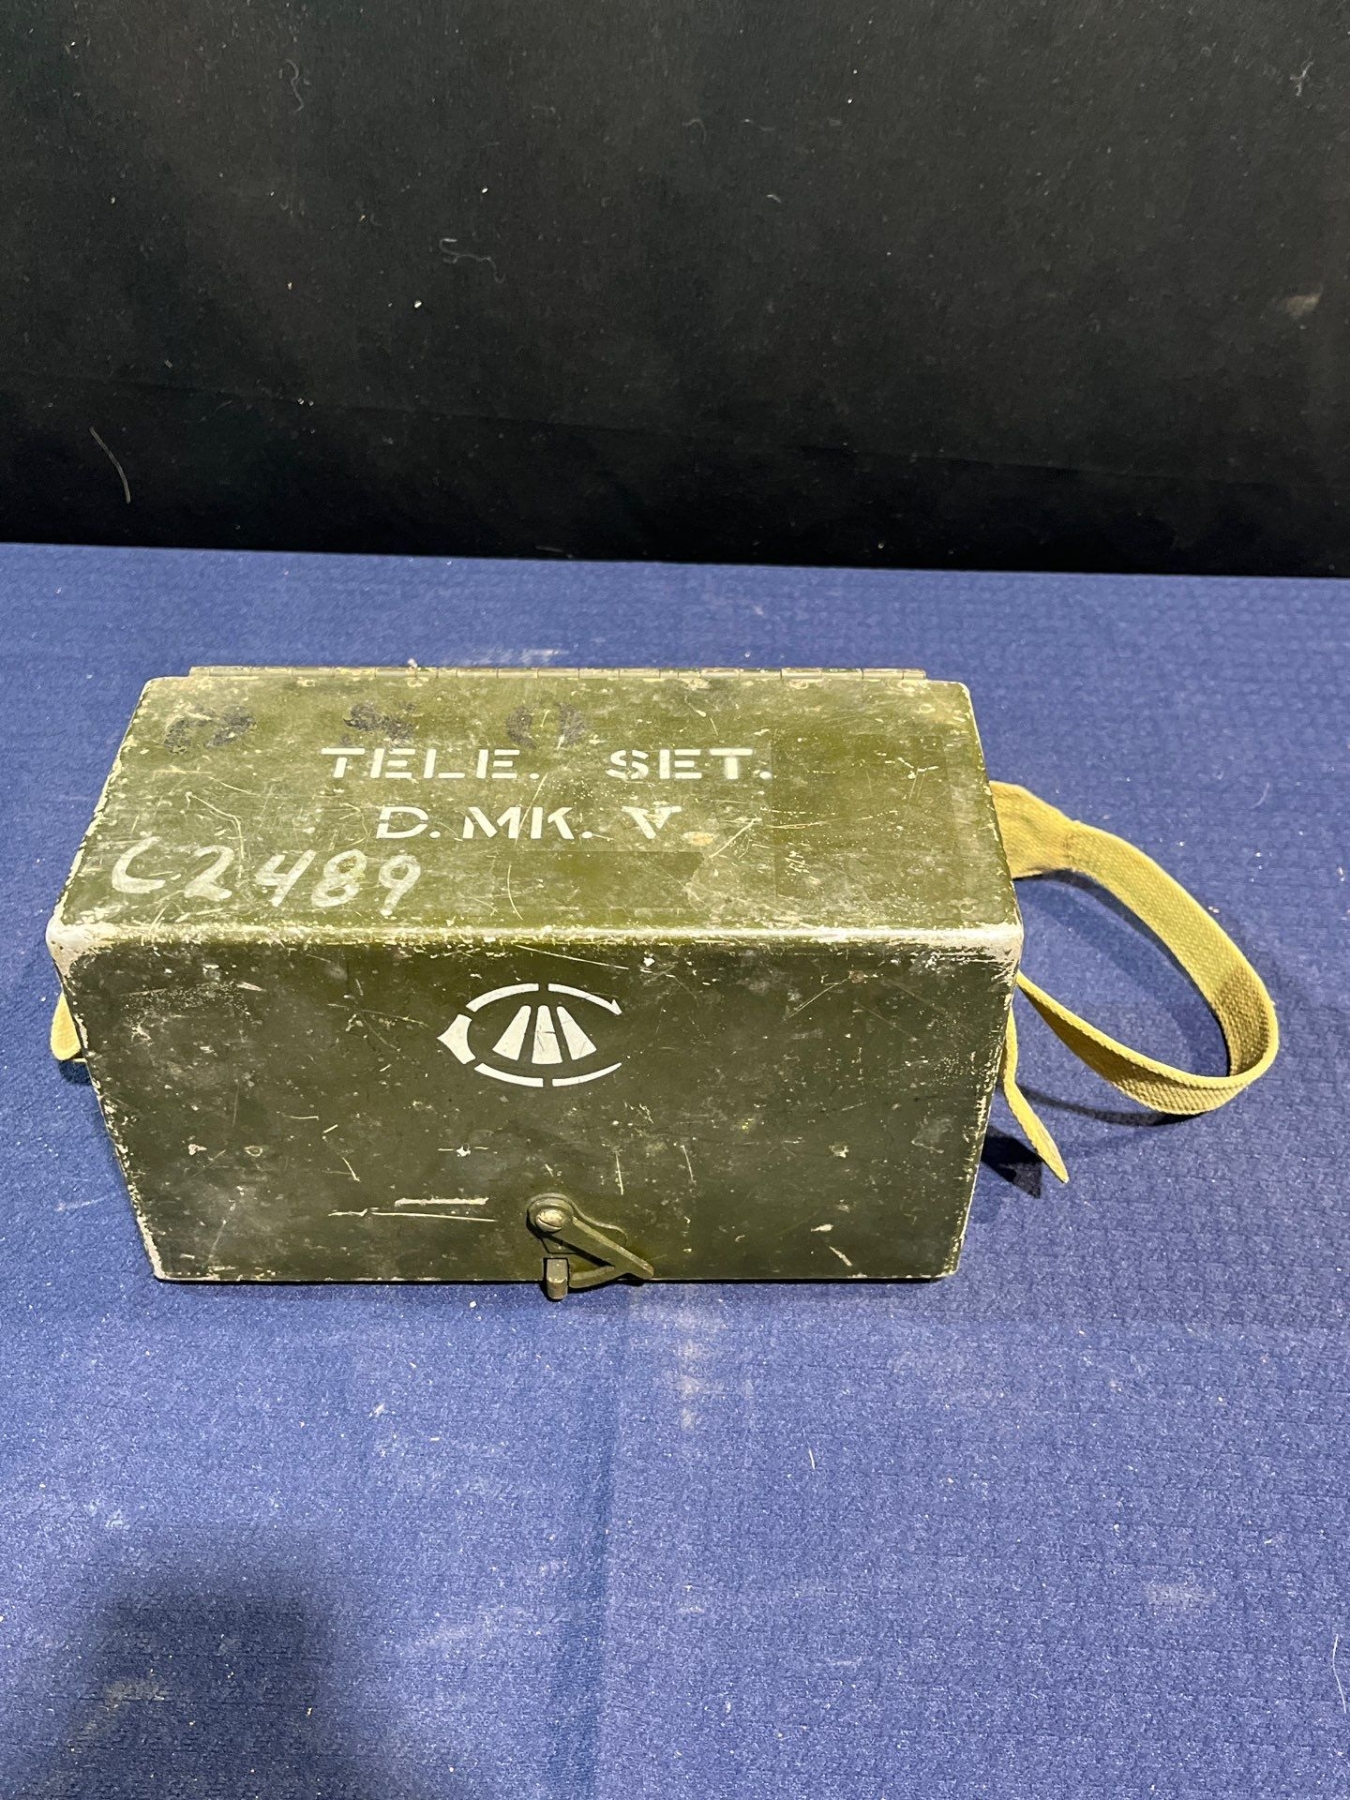 TELE. SET.
D. MK. V.
C2489